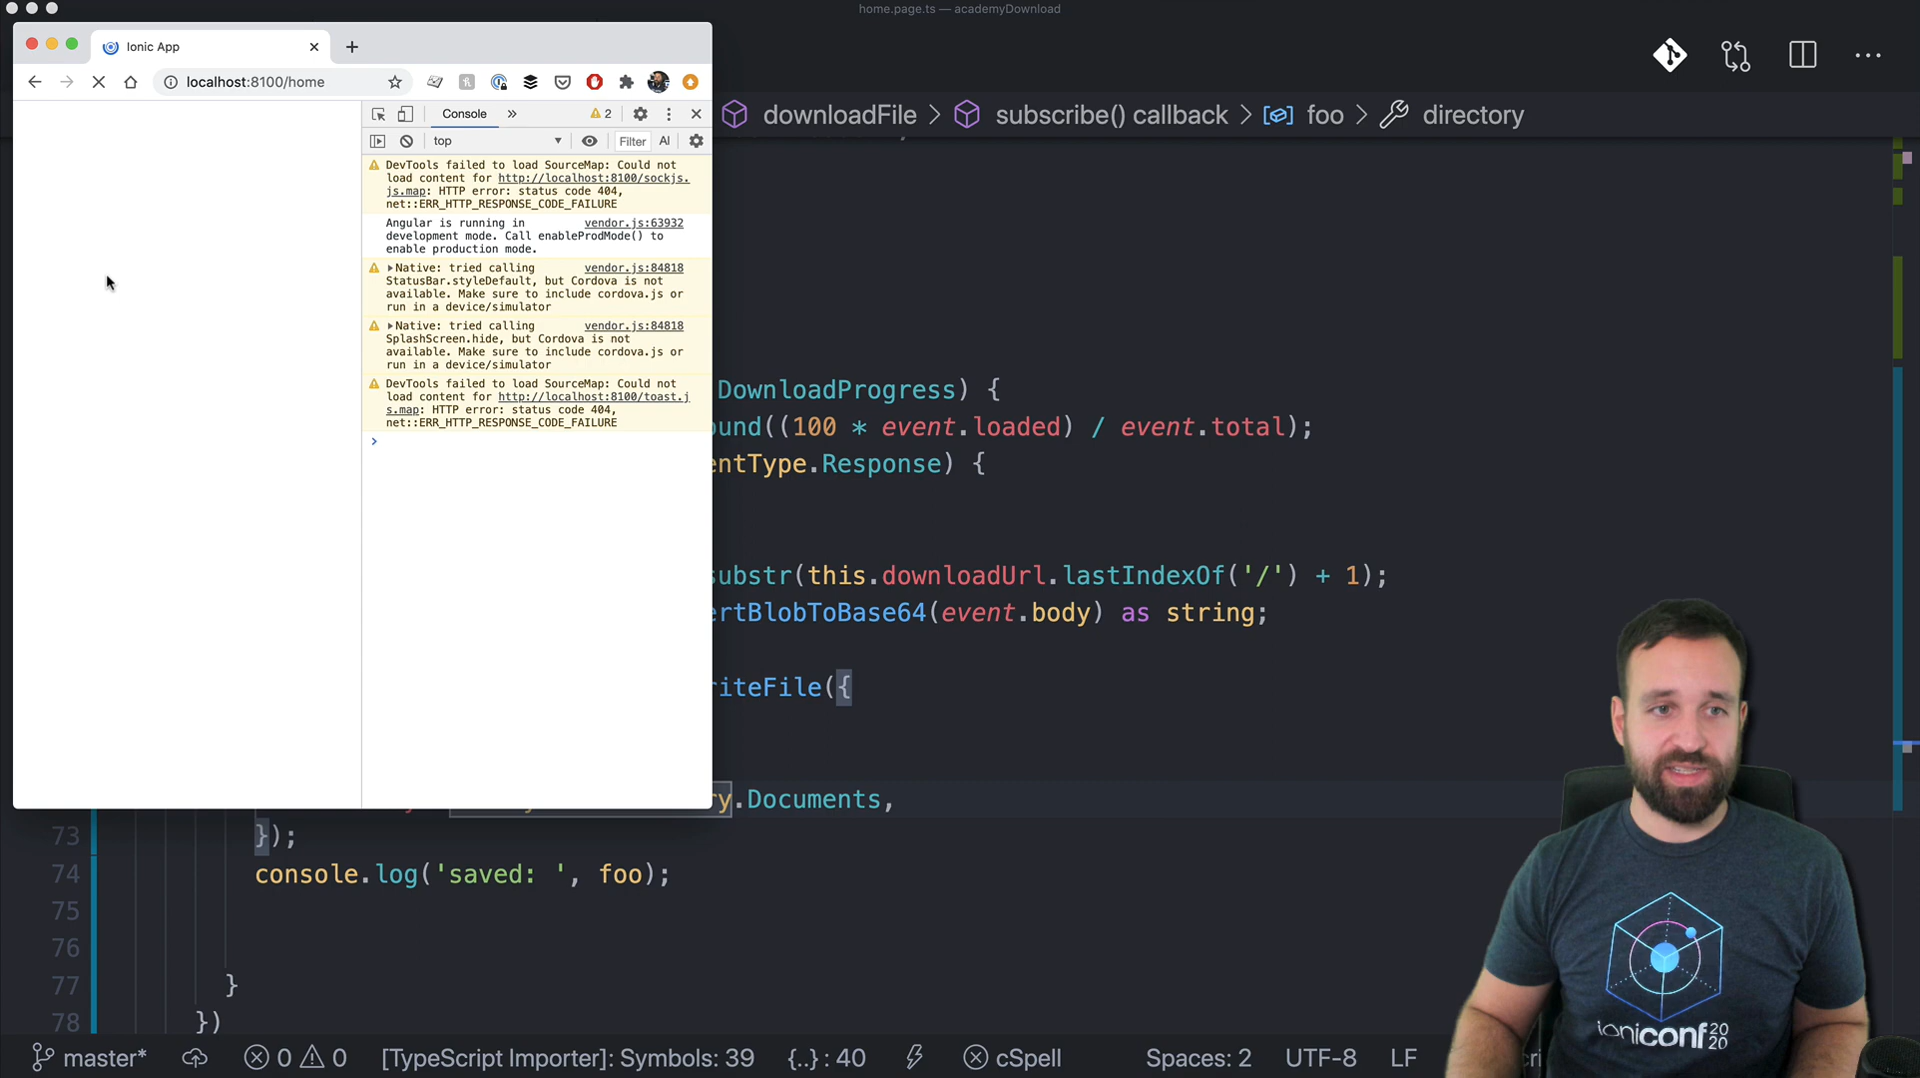 home.page.ts — academyDownload
Ionic App
localhost:8100/home
Console
2
top
Filter
Al
DevTools failed to load SourceMap: Could not
load content for http://localhost:8100/sockjs.
js.map: HTTP error: status code 404,
net::ERR_HTTP_RESPONSE_CODE_FAILURE
Angular is running in vendor.js:63932
development mode. Call enableProdMode() to
enable production mode.
Native: tried calling vendor.js:84818
StatusBar.styleDefault, but Cordova is not
available. Make sure to include cordova.js or
run in a device/simulator
Native: tried calling vendor.js:84818
SplashScreen.hide, but Cordova is not
available. Make sure to include cordova.js or
run in a device/simulator
DevTools failed to load SourceMap: Could not
load content for http://localhost:8100/toast.j
s.map: HTTP error: status code 404,
net::ERR_HTTP_RESPONSE_CODE_FAILURE
downloadFile > subscribe() callback > foo > directory
DownloadProgress) {
ound((100 * event.loaded) / event.total);
entType.Response) {
substr(this.downloadUrl.lastIndexOf('/') + 1);
ertBlobToBase64(event.body) as string;
riteFile({
ry.Documents,
73 });
74 console.log('saved: ', foo);
75
76
77 }
78 })
ioniconf 20 20
master* 0 0 [TypeScript Importer]: Symbols: 39 {..} : 40 cSpell Spaces: 2 UTF-8 LF